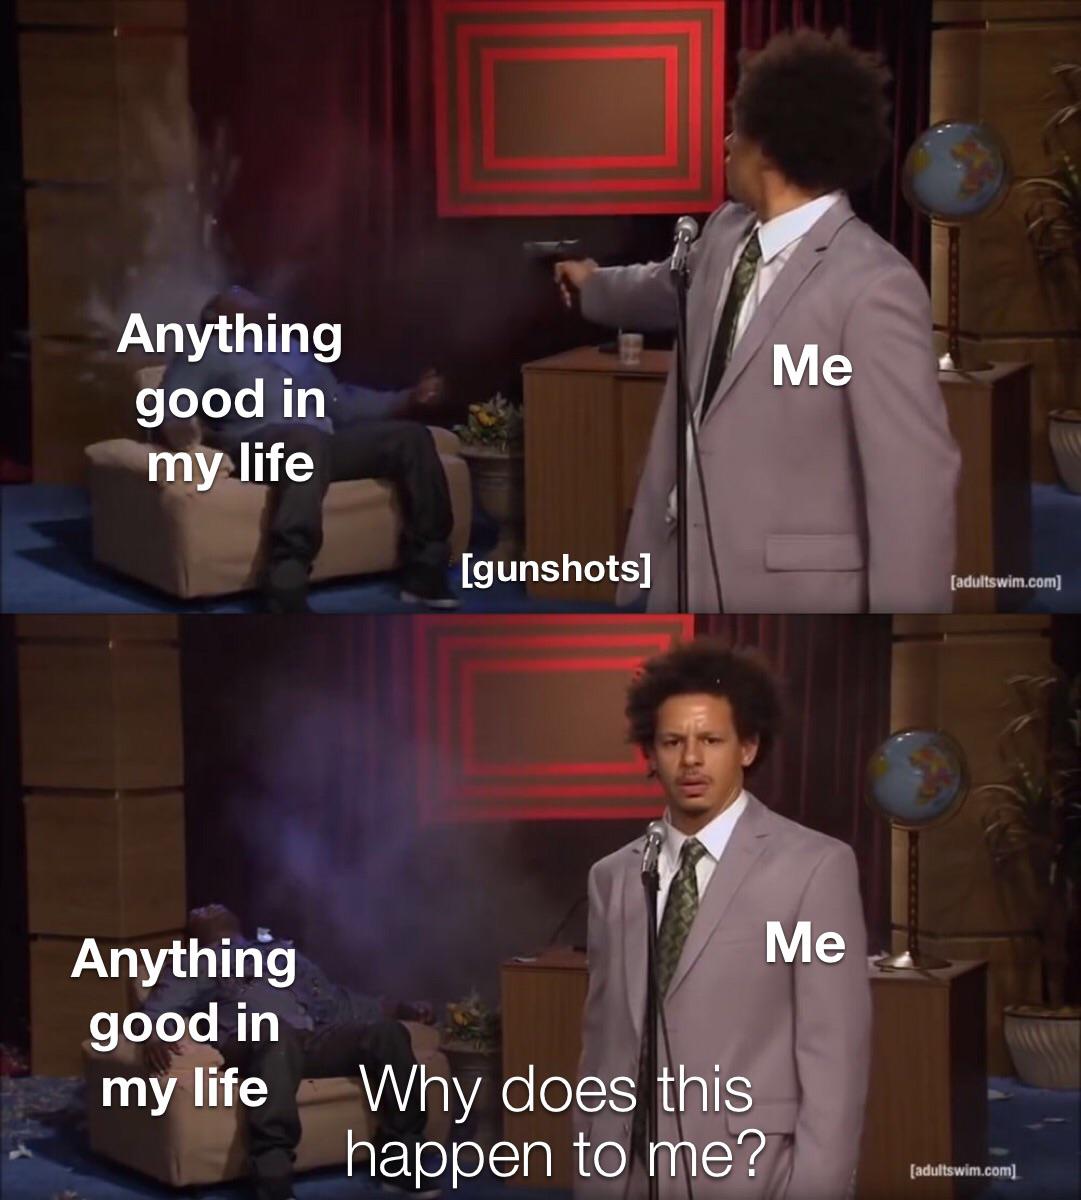 Anything
good in
my life
Me
[gunshots]
[adultswim.com]
Anything
good in
my life
Me
Why does this
happen to me?
[adultswim.com]